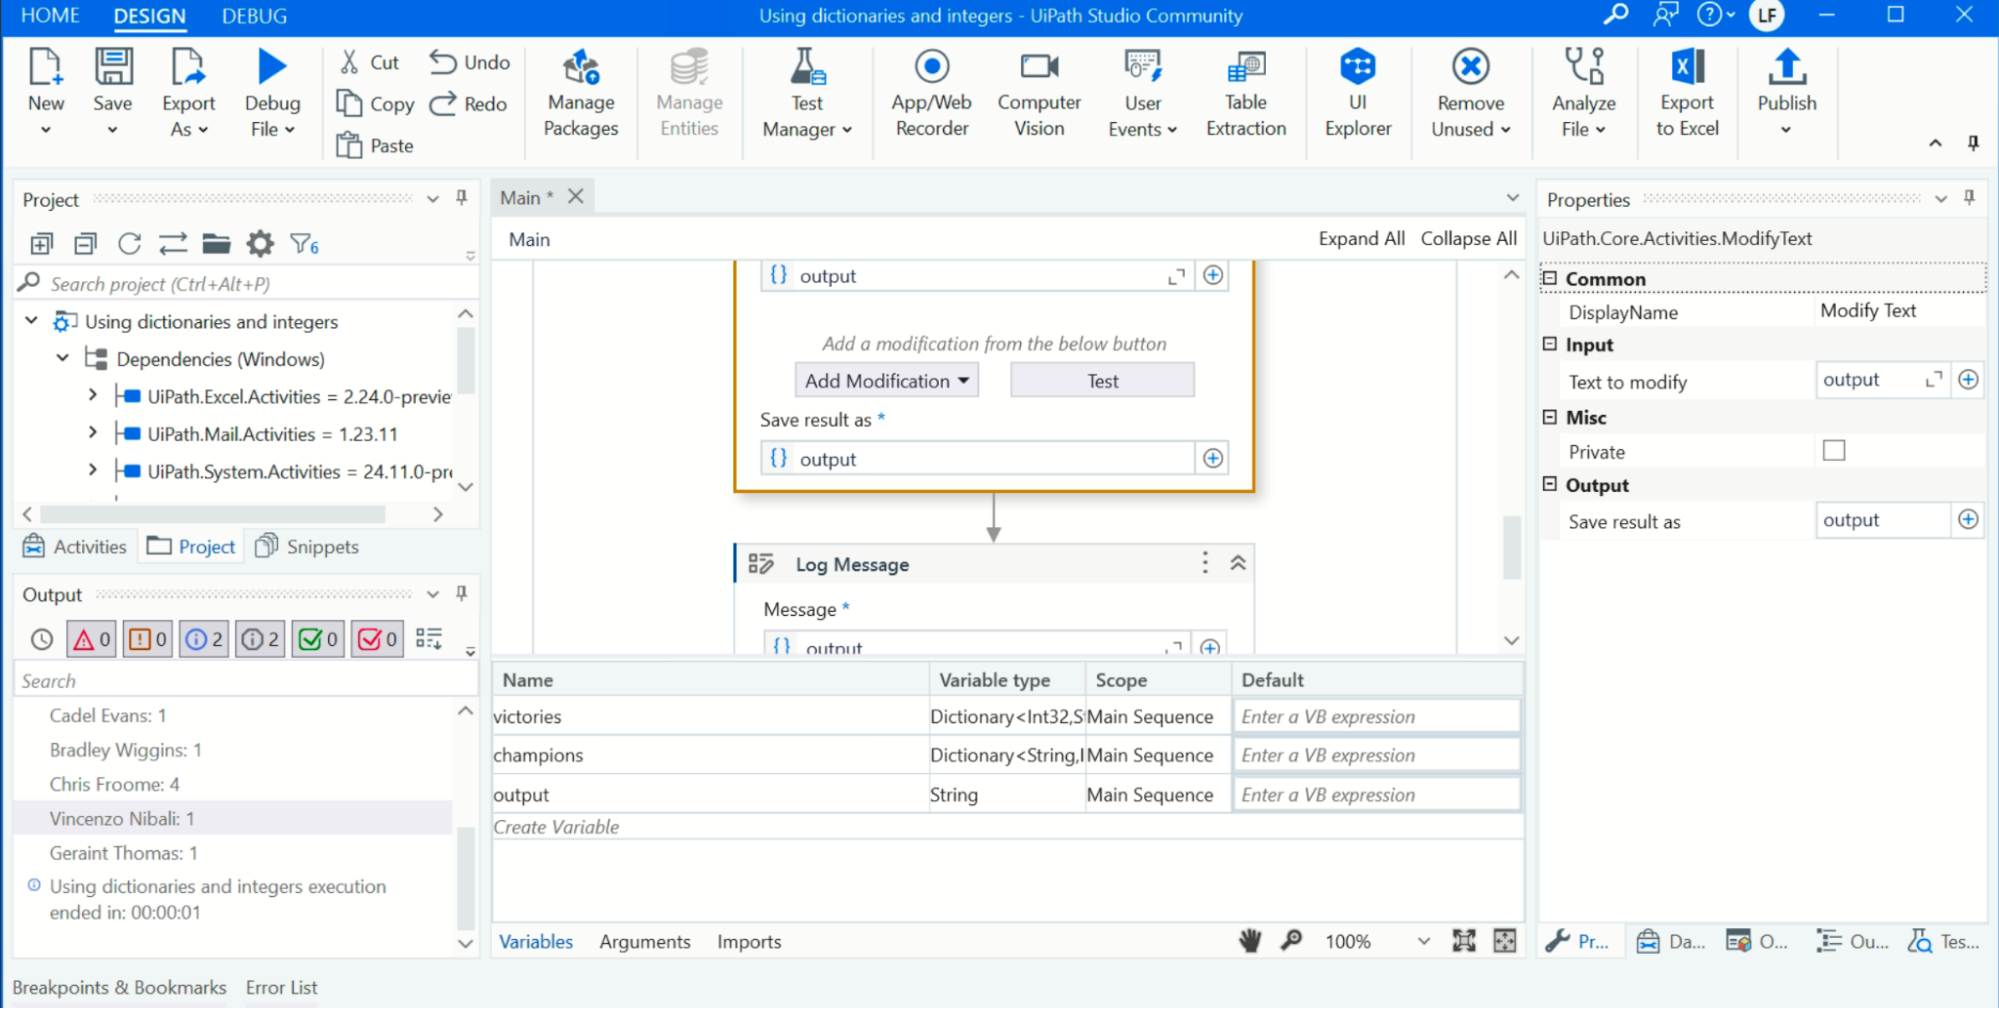 HOME DESIGN DEBUG Using dictionaries and integers - UiPath Studio Community LF
New Save Export As Debug File Cut Copy Paste Undo Redo Manage Packages Manage Entities Test Manager App/Web Recorder Computer Vision User Events Table Extraction UI Explorer Remove Unused Analyze File Export to Excel Publish
Project
6
Search project (Ctrl+Alt+P)
Using dictionaries and integers
Dependencies (Windows)
UiPath.Excel.Activities = 2.24.0-previe
UiPath.Mail.Activities = 1.23.11
UiPath.System.Activities = 24.11.0-pre
Activities Project Snippets
Output
0 0 2 2 0 0
Search
Cadel Evans: 1
Bradley Wiggins: 1
Chris Froome: 4
Vincenzo Nibali: 1
Geraint Thomas: 1
Using dictionaries and integers execution
ended in: 00:00:01
Main *
Main Expand All Collapse All
{} output
Add a modification from the below button
Add Modification Test
Save result as *
{} output
Log Message
Message *
{} output
Name Variable type Scope Default
victories Dictionary<Int32,S Main Sequence Enter a VB expression
champions Dictionary<String,I Main Sequence Enter a VB expression
output String Main Sequence Enter a VB expression
Create Variable
Variables Arguments Imports 100%
Properties
UiPath.Core.Activities.ModifyText
Common
DisplayName Modify Text
Input
Text to modify output
Misc
Private
Output
Save result as output
Pr... Da... O... Ou... Tes...
Breakpoints & Bookmarks Error List